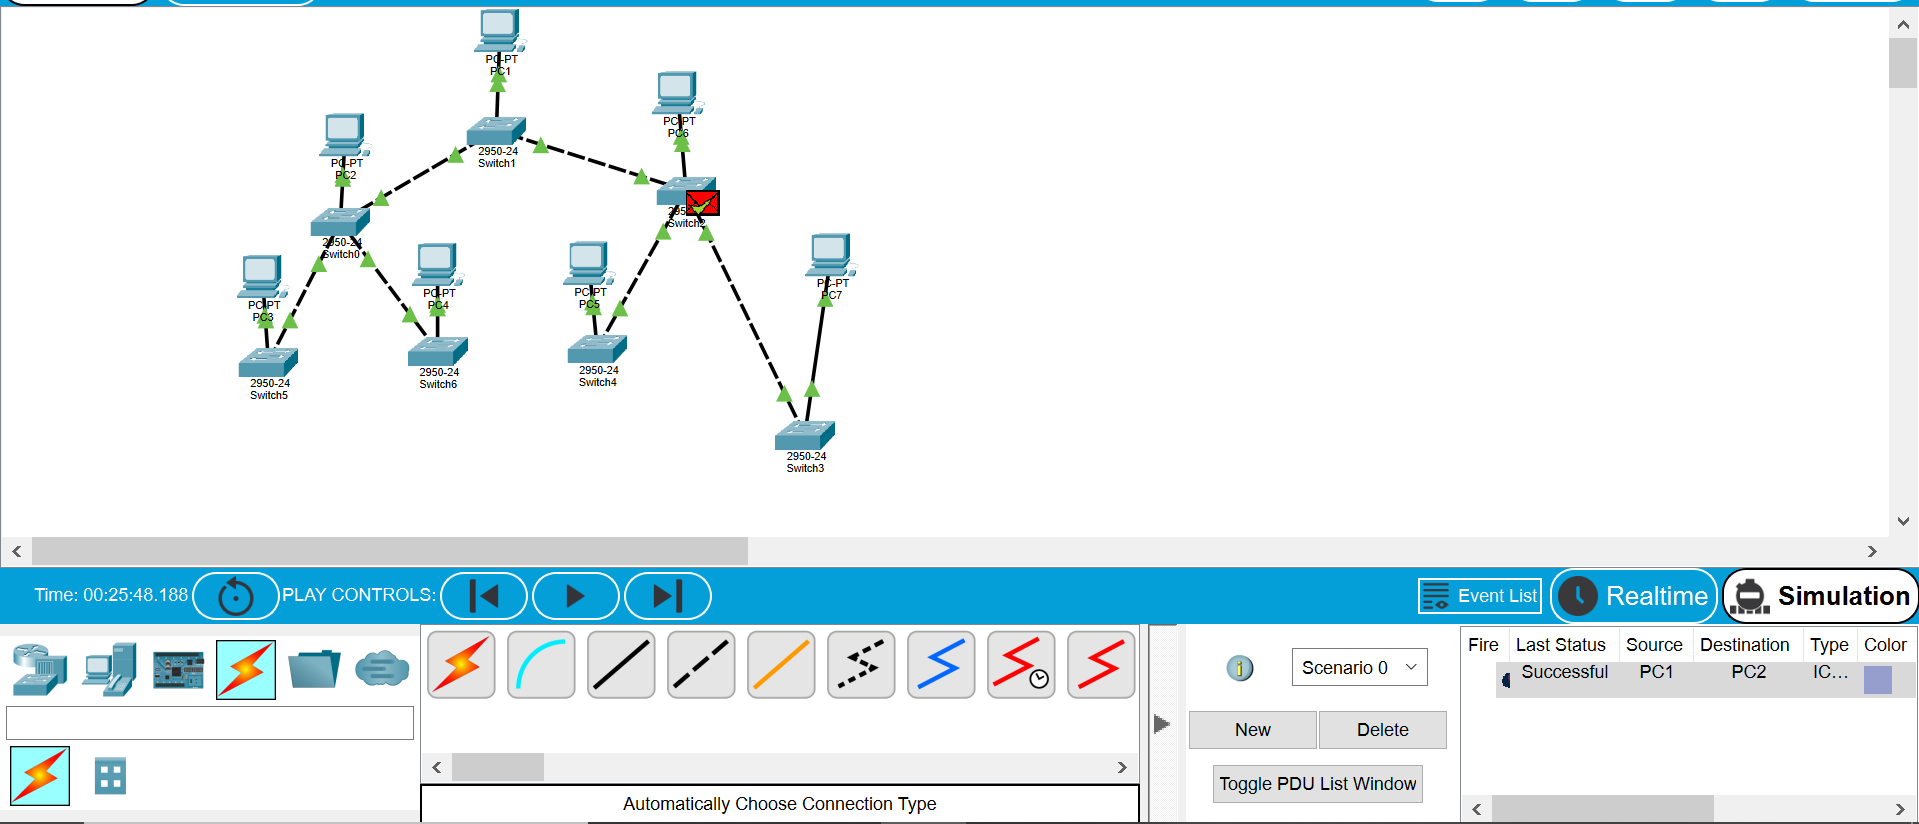 PC-PT
PC1
PC-PT
PC6
PC-PT
PC2
2950-24
Switch1
Switch2
2950-24
Switch0
PC-PT
PC3
PC-PT
PC4
PC-PT
PC5
PC-PT
PC7
2950-24
Switch5
2950-24
Switch6
2950-24
Switch4
2950-24
Switch3
Time: 00:25:48.188
PLAY CONTROLS:
Event List
Realtime
Simulation
Scenario 0
New
Delete
Toggle PDU List Window
Fire Last Status Source Destination Type Color
Successful PC1 PC2 IC...
Automatically Choose Connection Type